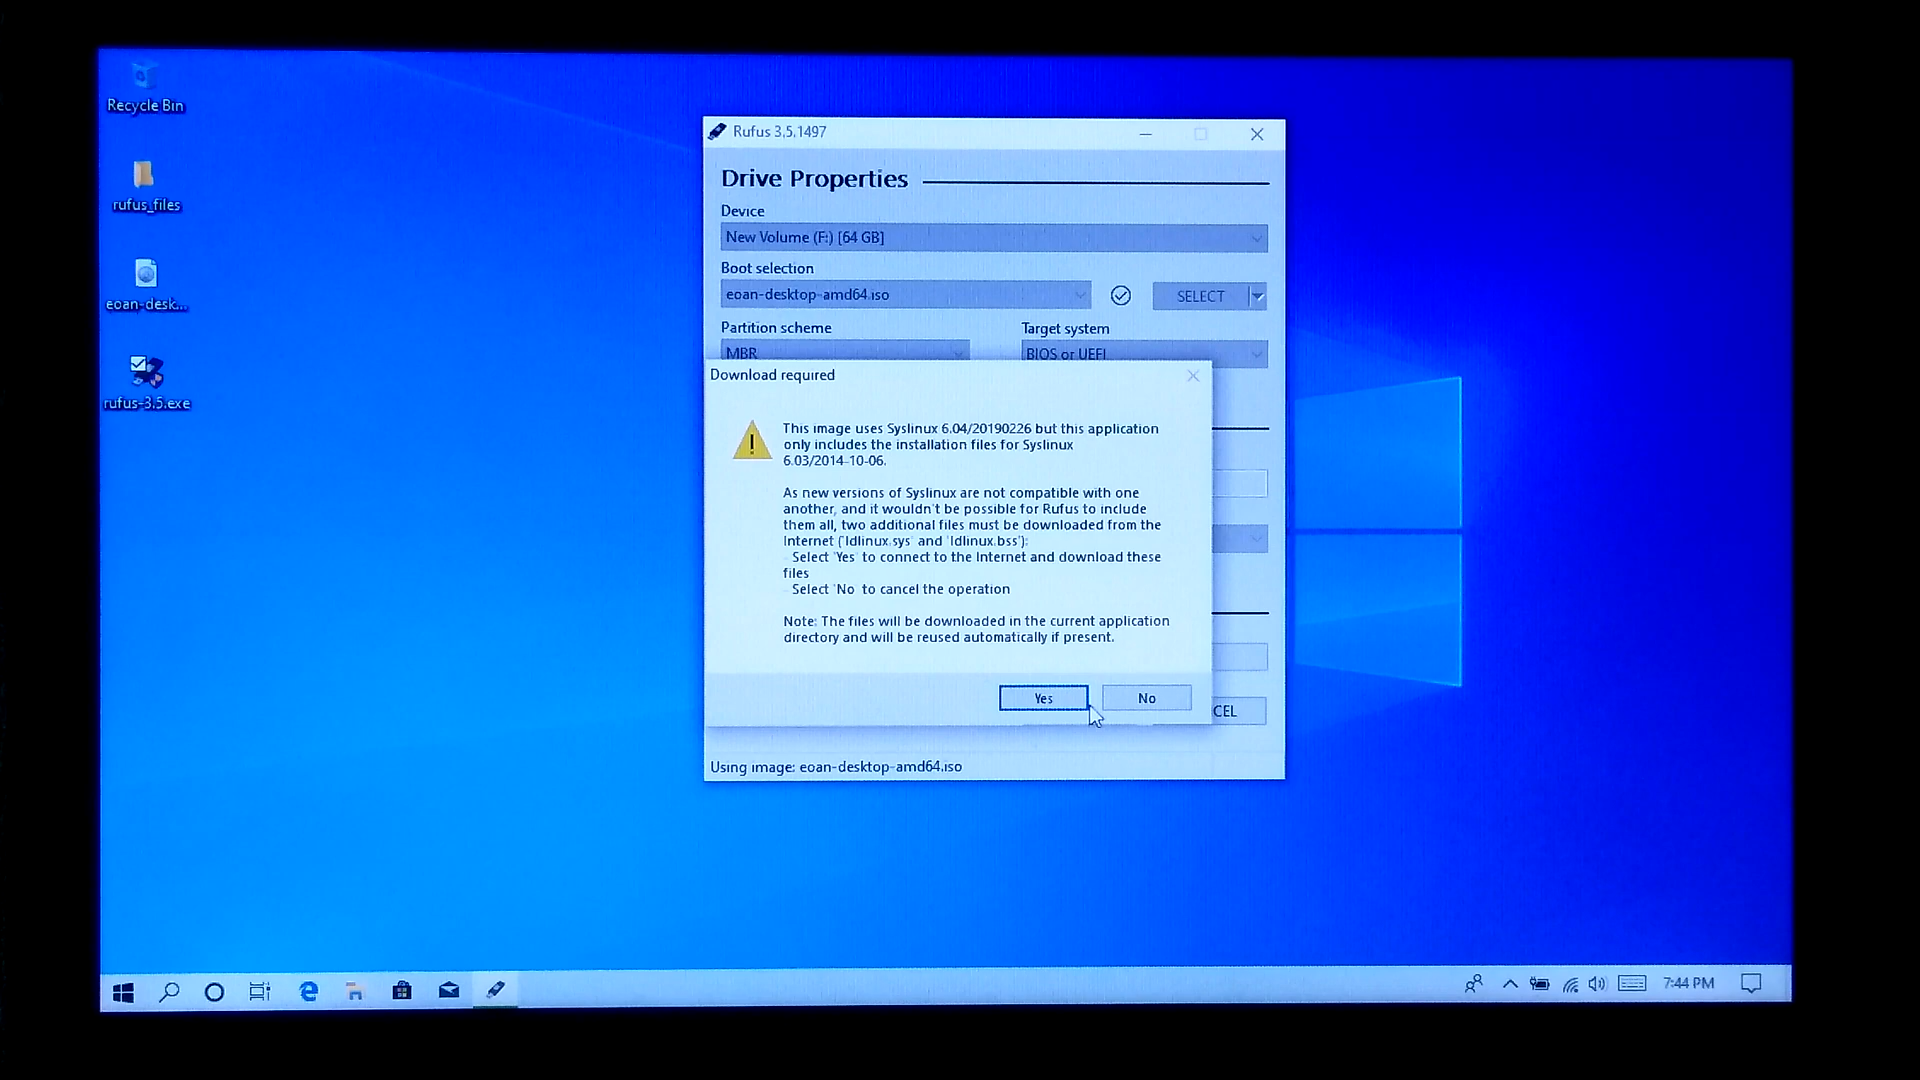 Recycle Bin
rufus_files
eoan-desk...
rufus-3.5.exe
Rufus 3.5.1497
Drive Properties
Device
New Volume (F:) [64 GB]
Boot selection
eoan-desktop-amd64.iso
SELECT
Partition scheme
Target system
MBR
BIOS or UEFI
Download required
This image uses Syslinux 6.04/20190226 but this application
only includes the installation files for Syslinux
6.03/2014-10-06.
As new versions of Syslinux are not compatible with one
another, and it wouldn't be possible for Rufus to include
them all, two additional files must be downloaded from the
Internet ('ldlinux.sys' and 'ldlinux.bss'):
- Select 'Yes' to connect to the Internet and download these
files
- Select 'No' to cancel the operation
Note: The files will be downloaded in the current application
directory and will be reused automatically if present.
Yes
No
CEL
Using image: eoan-desktop-amd64.iso
7:44 PM